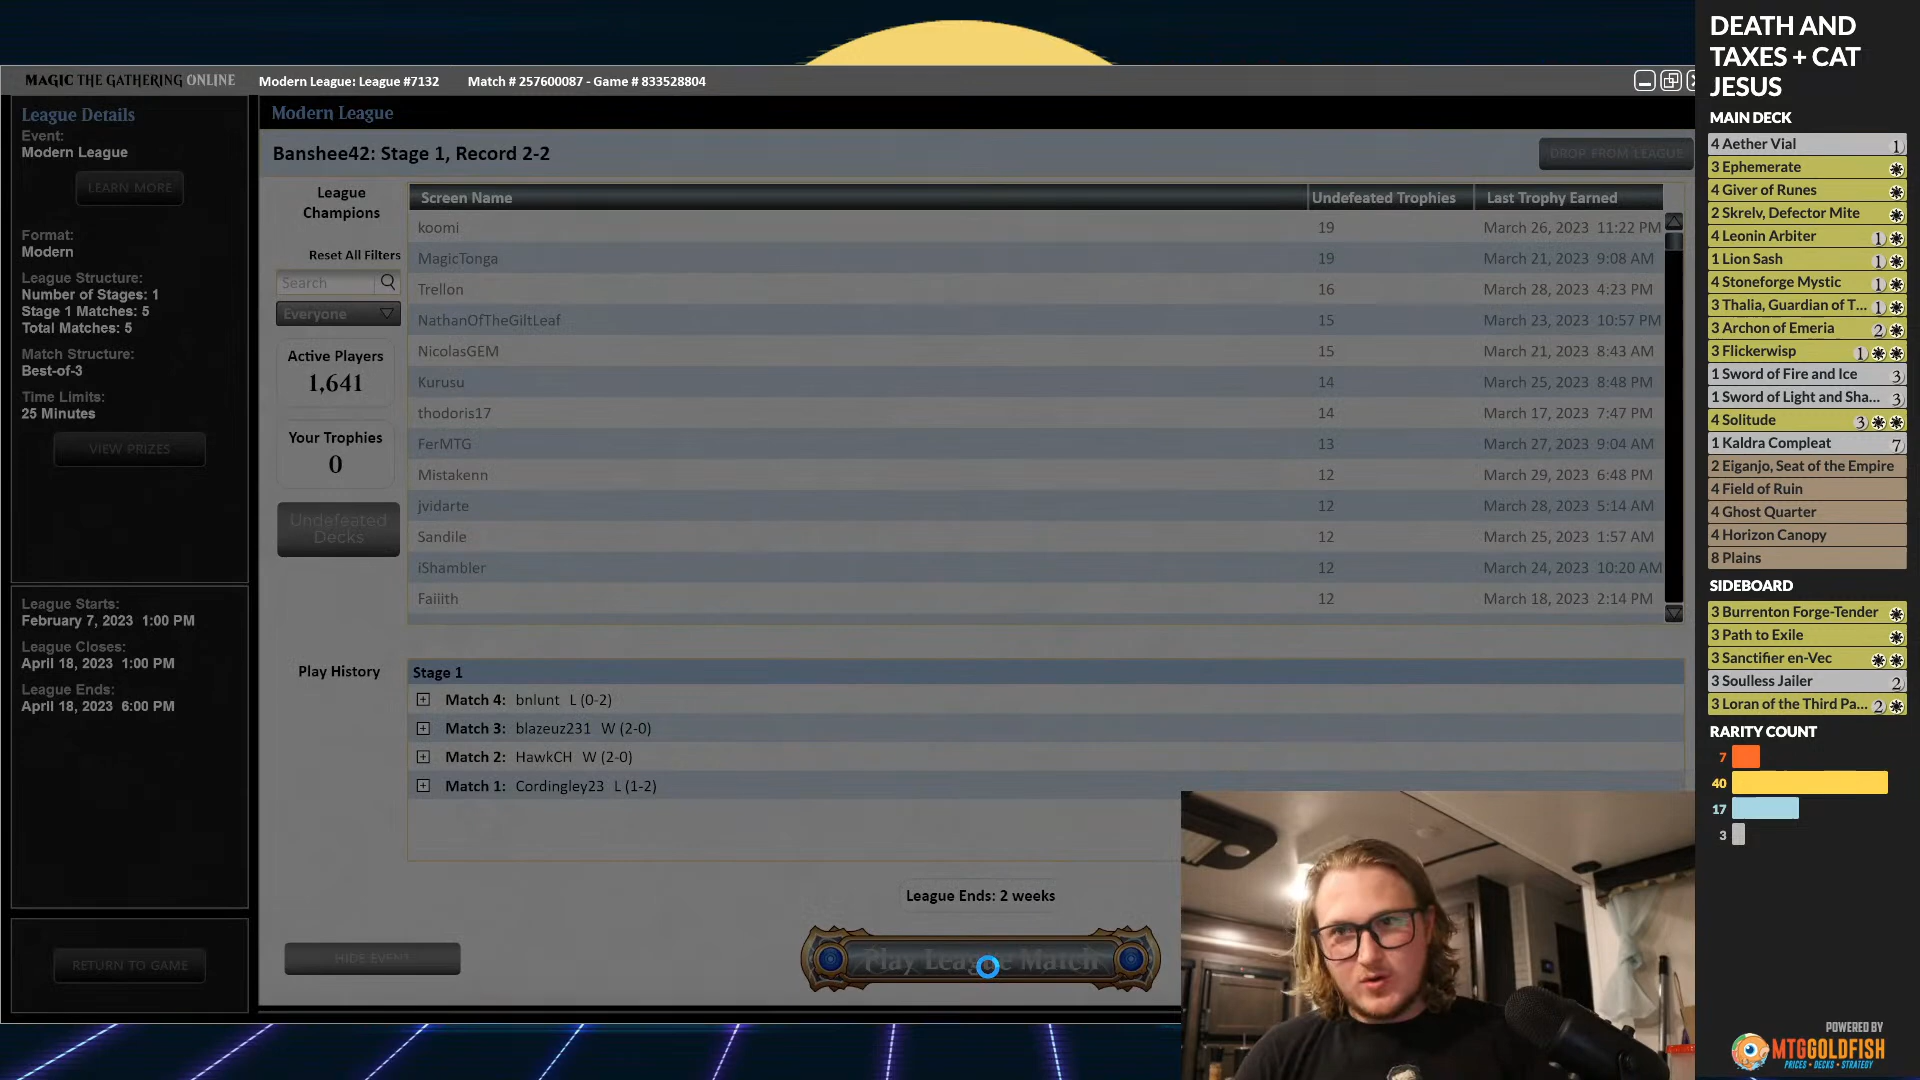 MAGIC THE GATHERING ONLINE
Modern League: League #7132
Match # 257600087 - Game # 833528804
League Details
Event:
Modern League
LEARN MORE
Format:
Modern
League Structure:
Number of Stages: 1
Stage 1 Matches: 5
Total Matches: 5
Match Structure:
Best-of-3
Time Limits:
25 Minutes
VIEW PRIZES
League Starts:
February 7, 2023 1:00 PM
League Closes:
April 18, 2023 1:00 PM
League Ends:
April 18, 2023 6:00 PM
RETURN TO GAME
Modern League
Banshee42: Stage 1, Record 2-2
DROP FROM LEAGUE
League Champions
Reset All Filters
Search
Everyone
Active Players
1,641
Your Trophies
0
Undefeated Decks
Screen Name Undefeated Trophies Last Trophy Earned
koomi 19 March 26, 2023 11:22 PM
MagicTonga 19 March 21, 2023 9:08 AM
Trellon 16 March 28, 2023 4:23 PM
NathanOfTheGiltLeaf 15 March 23, 2023 10:57 PM
NicolasGEM 15 March 21, 2023 8:43 AM
Kurusu 14 March 25, 2023 8:48 PM
thodoris17 14 March 17, 2023 7:47 PM
FerMTG 13 March 27, 2023 9:04 AM
Mistakenn 12 March 29, 2023 6:48 PM
jvidarte 12 March 28, 2023 5:14 AM
Sandile 12 March 25, 2023 1:57 AM
iShambler 12 March 24, 2023 10:20 AM
Faiiith 12 March 18, 2023 2:14 PM
Play History
Stage 1
Match 4: bnlunt L (0-2)
Match 3: blazeuz231 W (2-0)
Match 2: HawkCH W (2-0)
Match 1: Cordingley23 L (1-2)
League Ends: 2 weeks
HIDE EVENT
Play League Match
DEATH AND
TAXES + CAT
JESUS
MAIN DECK
4 Aether Vial 1
3 Ephemerate
4 Giver of Runes
2 Skrelv, Defector Mite
4 Leonin Arbiter 1
1 Lion Sash 1
4 Stoneforge Mystic 1
3 Thalia, Guardian of T... 1
3 Archon of Emeria 2
3 Flickerwisp 1
1 Sword of Fire and Ice 3
1 Sword of Light and Sha... 3
4 Solitude 3
1 Kaldra Compleat 7
2 Eiganjo, Seat of the Empire
4 Field of Ruin
4 Ghost Quarter
4 Horizon Canopy
8 Plains
SIDEBOARD
3 Burrenton Forge-Tender
3 Path to Exile
3 Sanctifier en-Vec
3 Soulless Jailer 2
3 Loran of the Third Pa... 2
RARITY COUNT
7
40
17
3
POWERED BY
MTGGOLDFISH
PRICES • DECKS • STRATEGY